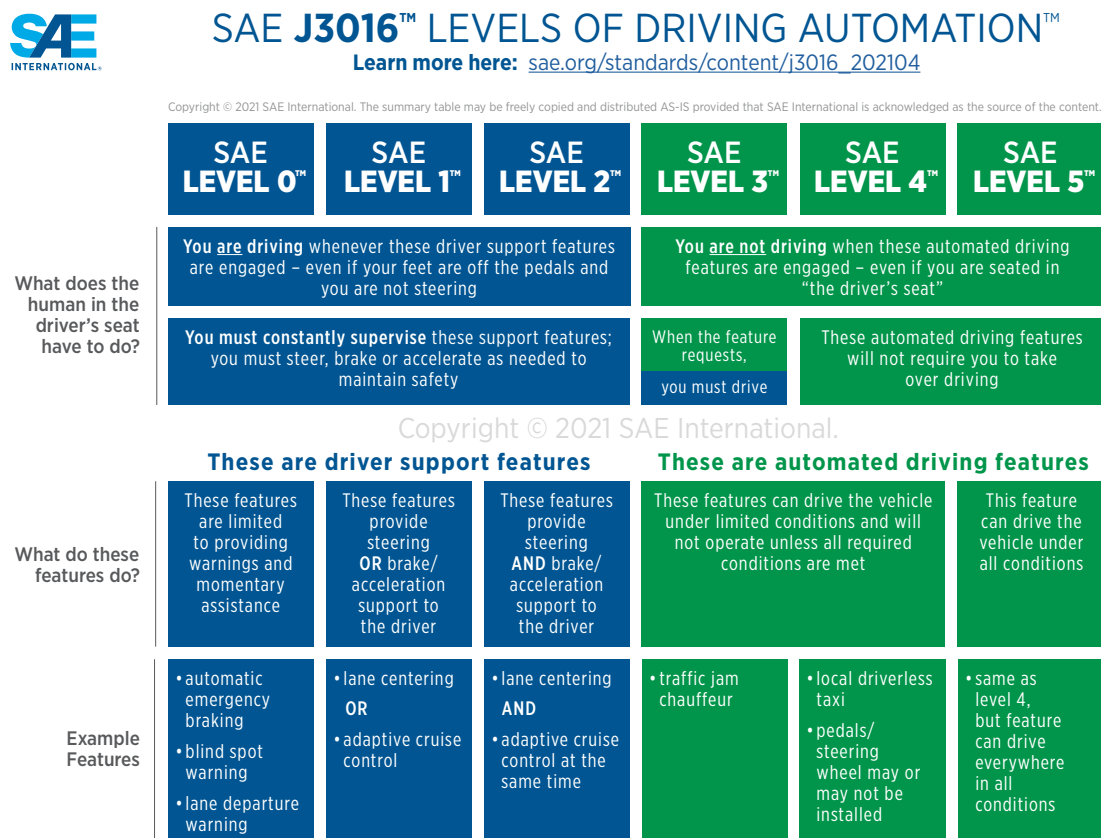 SAE
INTERNATIONAL®
SAE J3016™ LEVELS OF DRIVING AUTOMATION™
Learn more here: sae.org/standards/content/j3016_202104
Copyright © 2021 SAE International. The summary table may be freely copied and distributed AS-IS provided that SAE International is acknowledged as the source of the content.
SAE
LEVEL 0™
SAE
LEVEL 1™
SAE
LEVEL 2™
SAE
LEVEL 3™
SAE
LEVEL 4™
SAE
LEVEL 5™
What does the
human in the
driver’s seat
have to do?
You are driving whenever these driver support features
are engaged – even if your feet are off the pedals and
you are not steering
You are not driving when these automated driving
features are engaged – even if you are seated in
“the driver’s seat”
You must constantly supervise these support features;
you must steer, brake or accelerate as needed to
maintain safety
When the feature
requests,
you must drive
These automated driving features
will not require you to take
over driving
Copyright © 2021 SAE International.
These are driver support features
These are automated driving features
What do these
features do?
These features
are limited
to providing
warnings and
momentary
assistance
These features
provide
steering
OR brake/
acceleration
support to
the driver
These features
provide
steering
AND brake/
acceleration
support to
the driver
These features can drive the vehicle
under limited conditions and will
not operate unless all required
conditions are met
This feature
can drive the
vehicle under
all conditions
Example
Features
• automatic
emergency
braking
• blind spot
warning
• lane departure
warning
• lane centering
OR
• adaptive cruise
control
• lane centering
AND
• adaptive cruise
control at the
same time
• traffic jam
chauffeur
• local driverless
taxi
• pedals/
steering
wheel may or
may not be
installed
• same as
level 4,
but feature
can drive
everywhere
in all
conditions